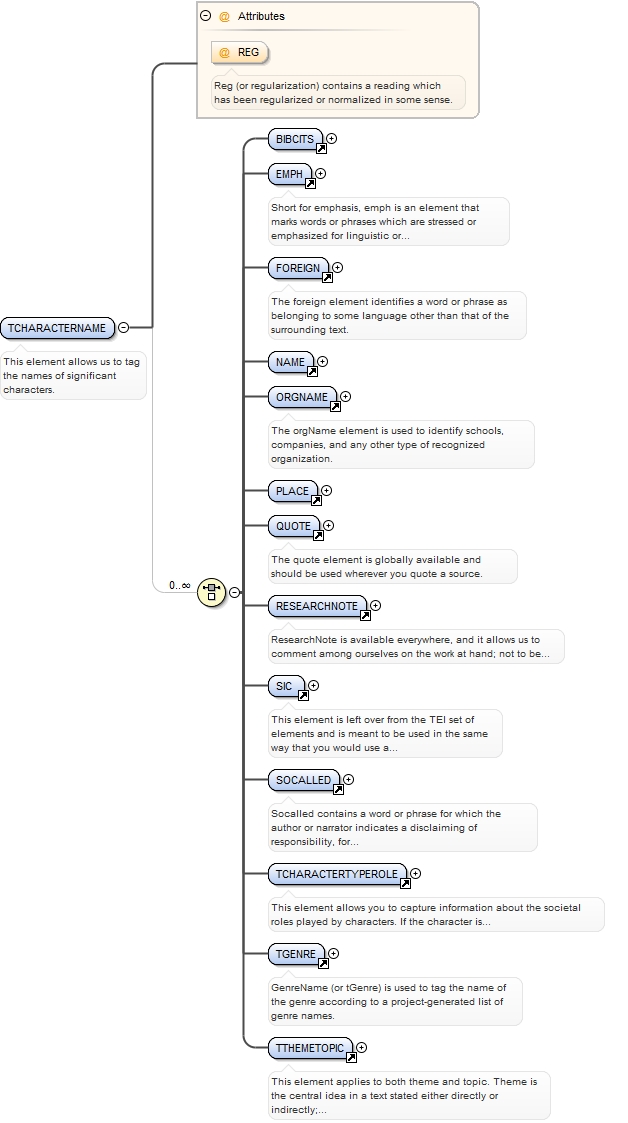 @ Attributes
@ REG
Reg (or regularization) contains a reading which
has been regularized or normalized in some sense.
BIBCITS
EMPH
Short for emphasis, emph is an element that
marks words or phrases which are stressed or
emphasized for linguistic or...
FOREIGN
The foreign element identifies a word or phrase as
belonging to some language other than that of the
surrounding text.
TCHARACTERNAME
This element allows us to tag
the names of significant
characters.
NAME
ORGNAME
The orgName element is used to identify schools,
companies, and any other type of recognized
organization.
PLACE
QUOTE
The quote element is globally available and
should be used wherever you quote a source.
0..∞
RESEARCHNOTE
ResearchNote is available everywhere, and it allows us to
comment among ourselves on the work at hand; not to be...
SIC
This element is left over from the TEI set of
elements and is meant to be used in the same
way that you would use a...
SOCALLED
Socalled contains a word or phrase for which the
author or narrator indicates a disclaiming of
responsibility, for...
TCHARACTERTYPEROLE
This element allows you to capture information about the societal
roles played by characters. If the character is...
TGENRE
GenreName (or tGenre) is used to tag the name of
the genre according to a project-generated list of
genre names.
TTHEMETOPIC
This element applies to both theme and topic. Theme is
the central idea in a text stated either directly or
indirectly;...